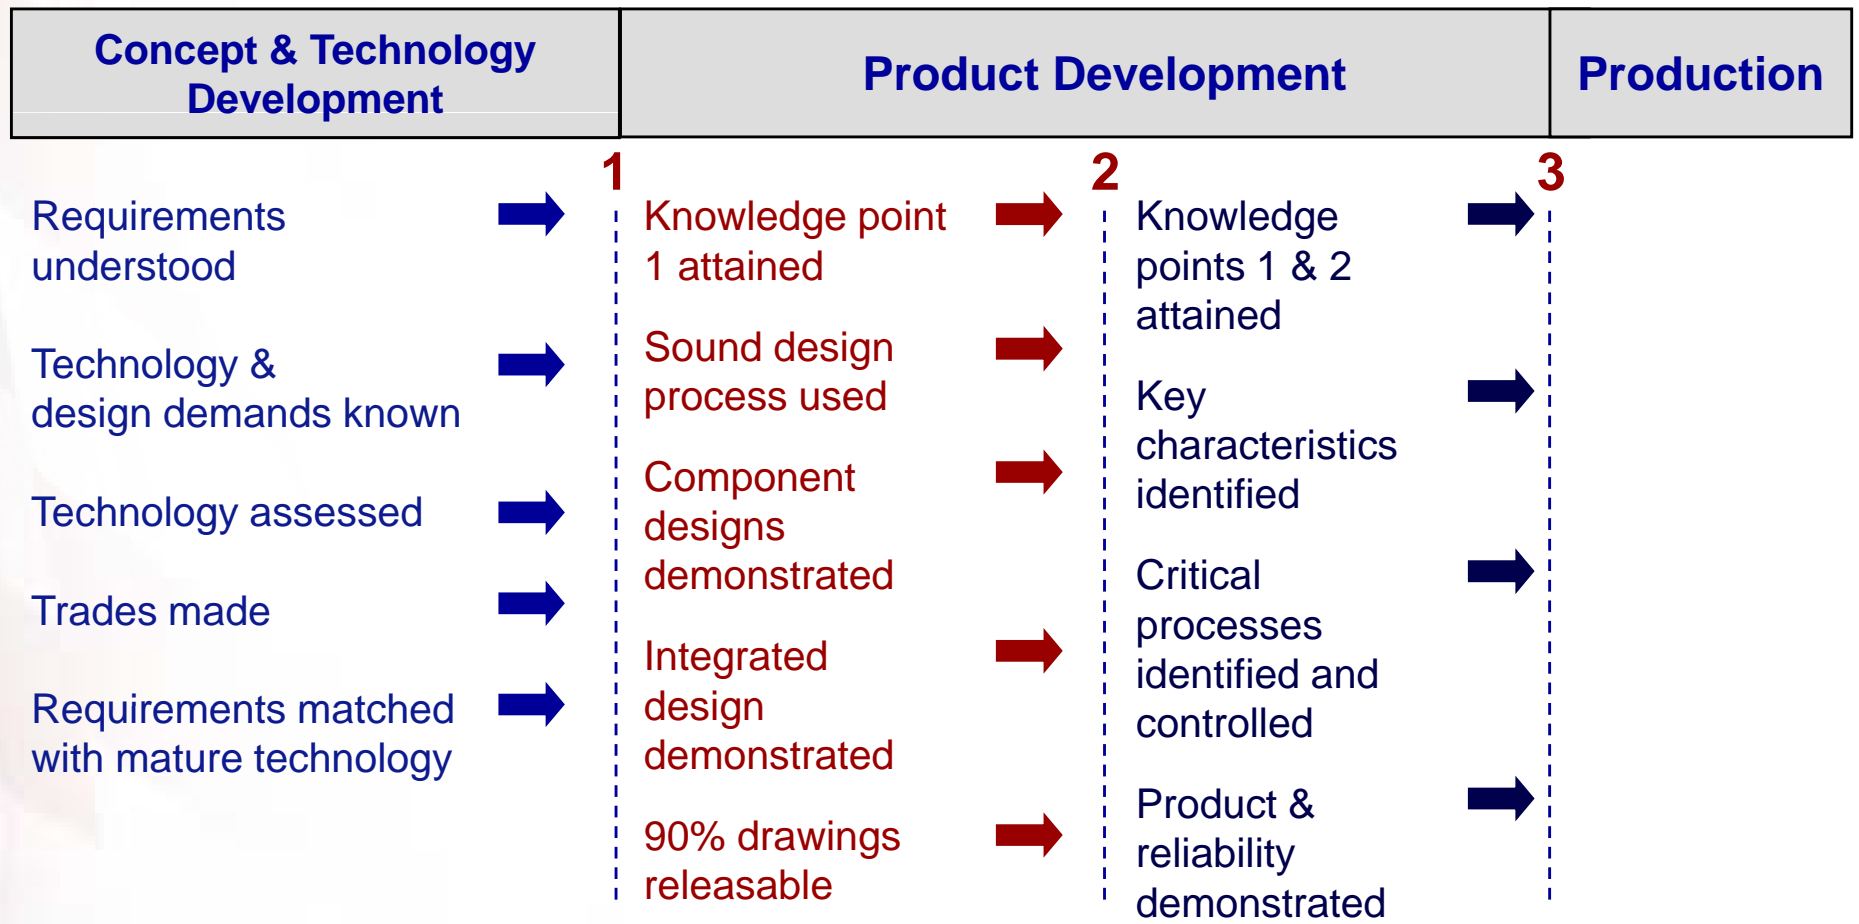 Concept & Technology
Development
Product Development
Production
1
2
3
Requirements
understood
Technology &
design demands known
Technology assessed
Trades made
Requirements matched
with mature technology
Knowledge point
1 attained
Sound design
process used
Component
designs
demonstrated
Integrated
design
demonstrated
90% drawings
releasable
Knowledge
points 1 & 2
attained
Key
characteristics
identified
Critical
processes
identified and
controlled
Product &
reliability
demonstrated